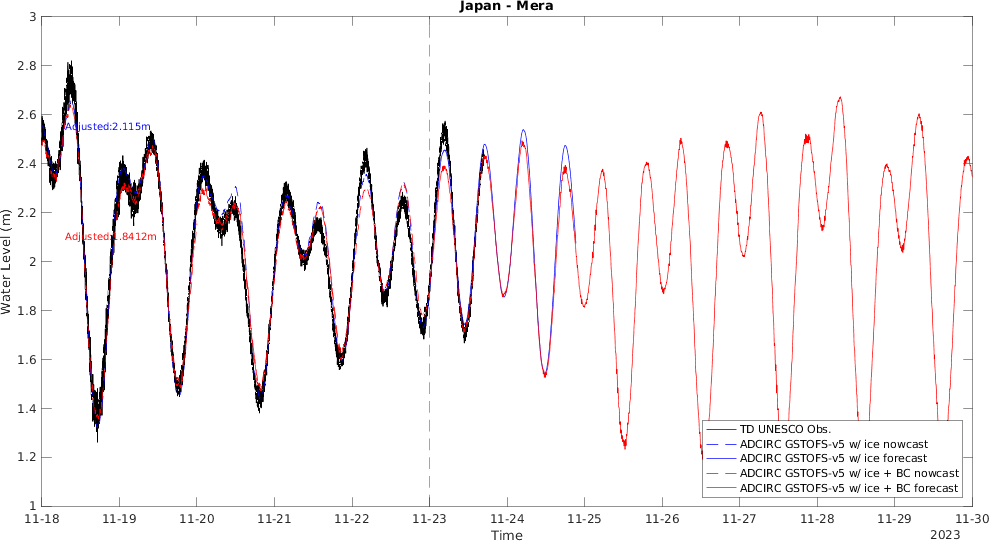 Japan - Mera
3
2.8
2.6
2.4
2.2
2
1.8
1.6
1.4
1.2
1
Water Level (m)
Adjusted:2.115m
Adjusted:1.8412m
TD UNESCO Obs.
ADCIRC GSTOFS-v5 w/ ice nowcast
ADCIRC GSTOFS-v5 w/ ice forecast
ADCIRC GSTOFS-v5 w/ ice + BC nowcast
ADCIRC GSTOFS-v5 w/ ice + BC forecast
11-18 11-19 11-20 11-21 11-22 11-23 11-24 11-25 11-26 11-27 11-28 11-29 11-30
Time
2023